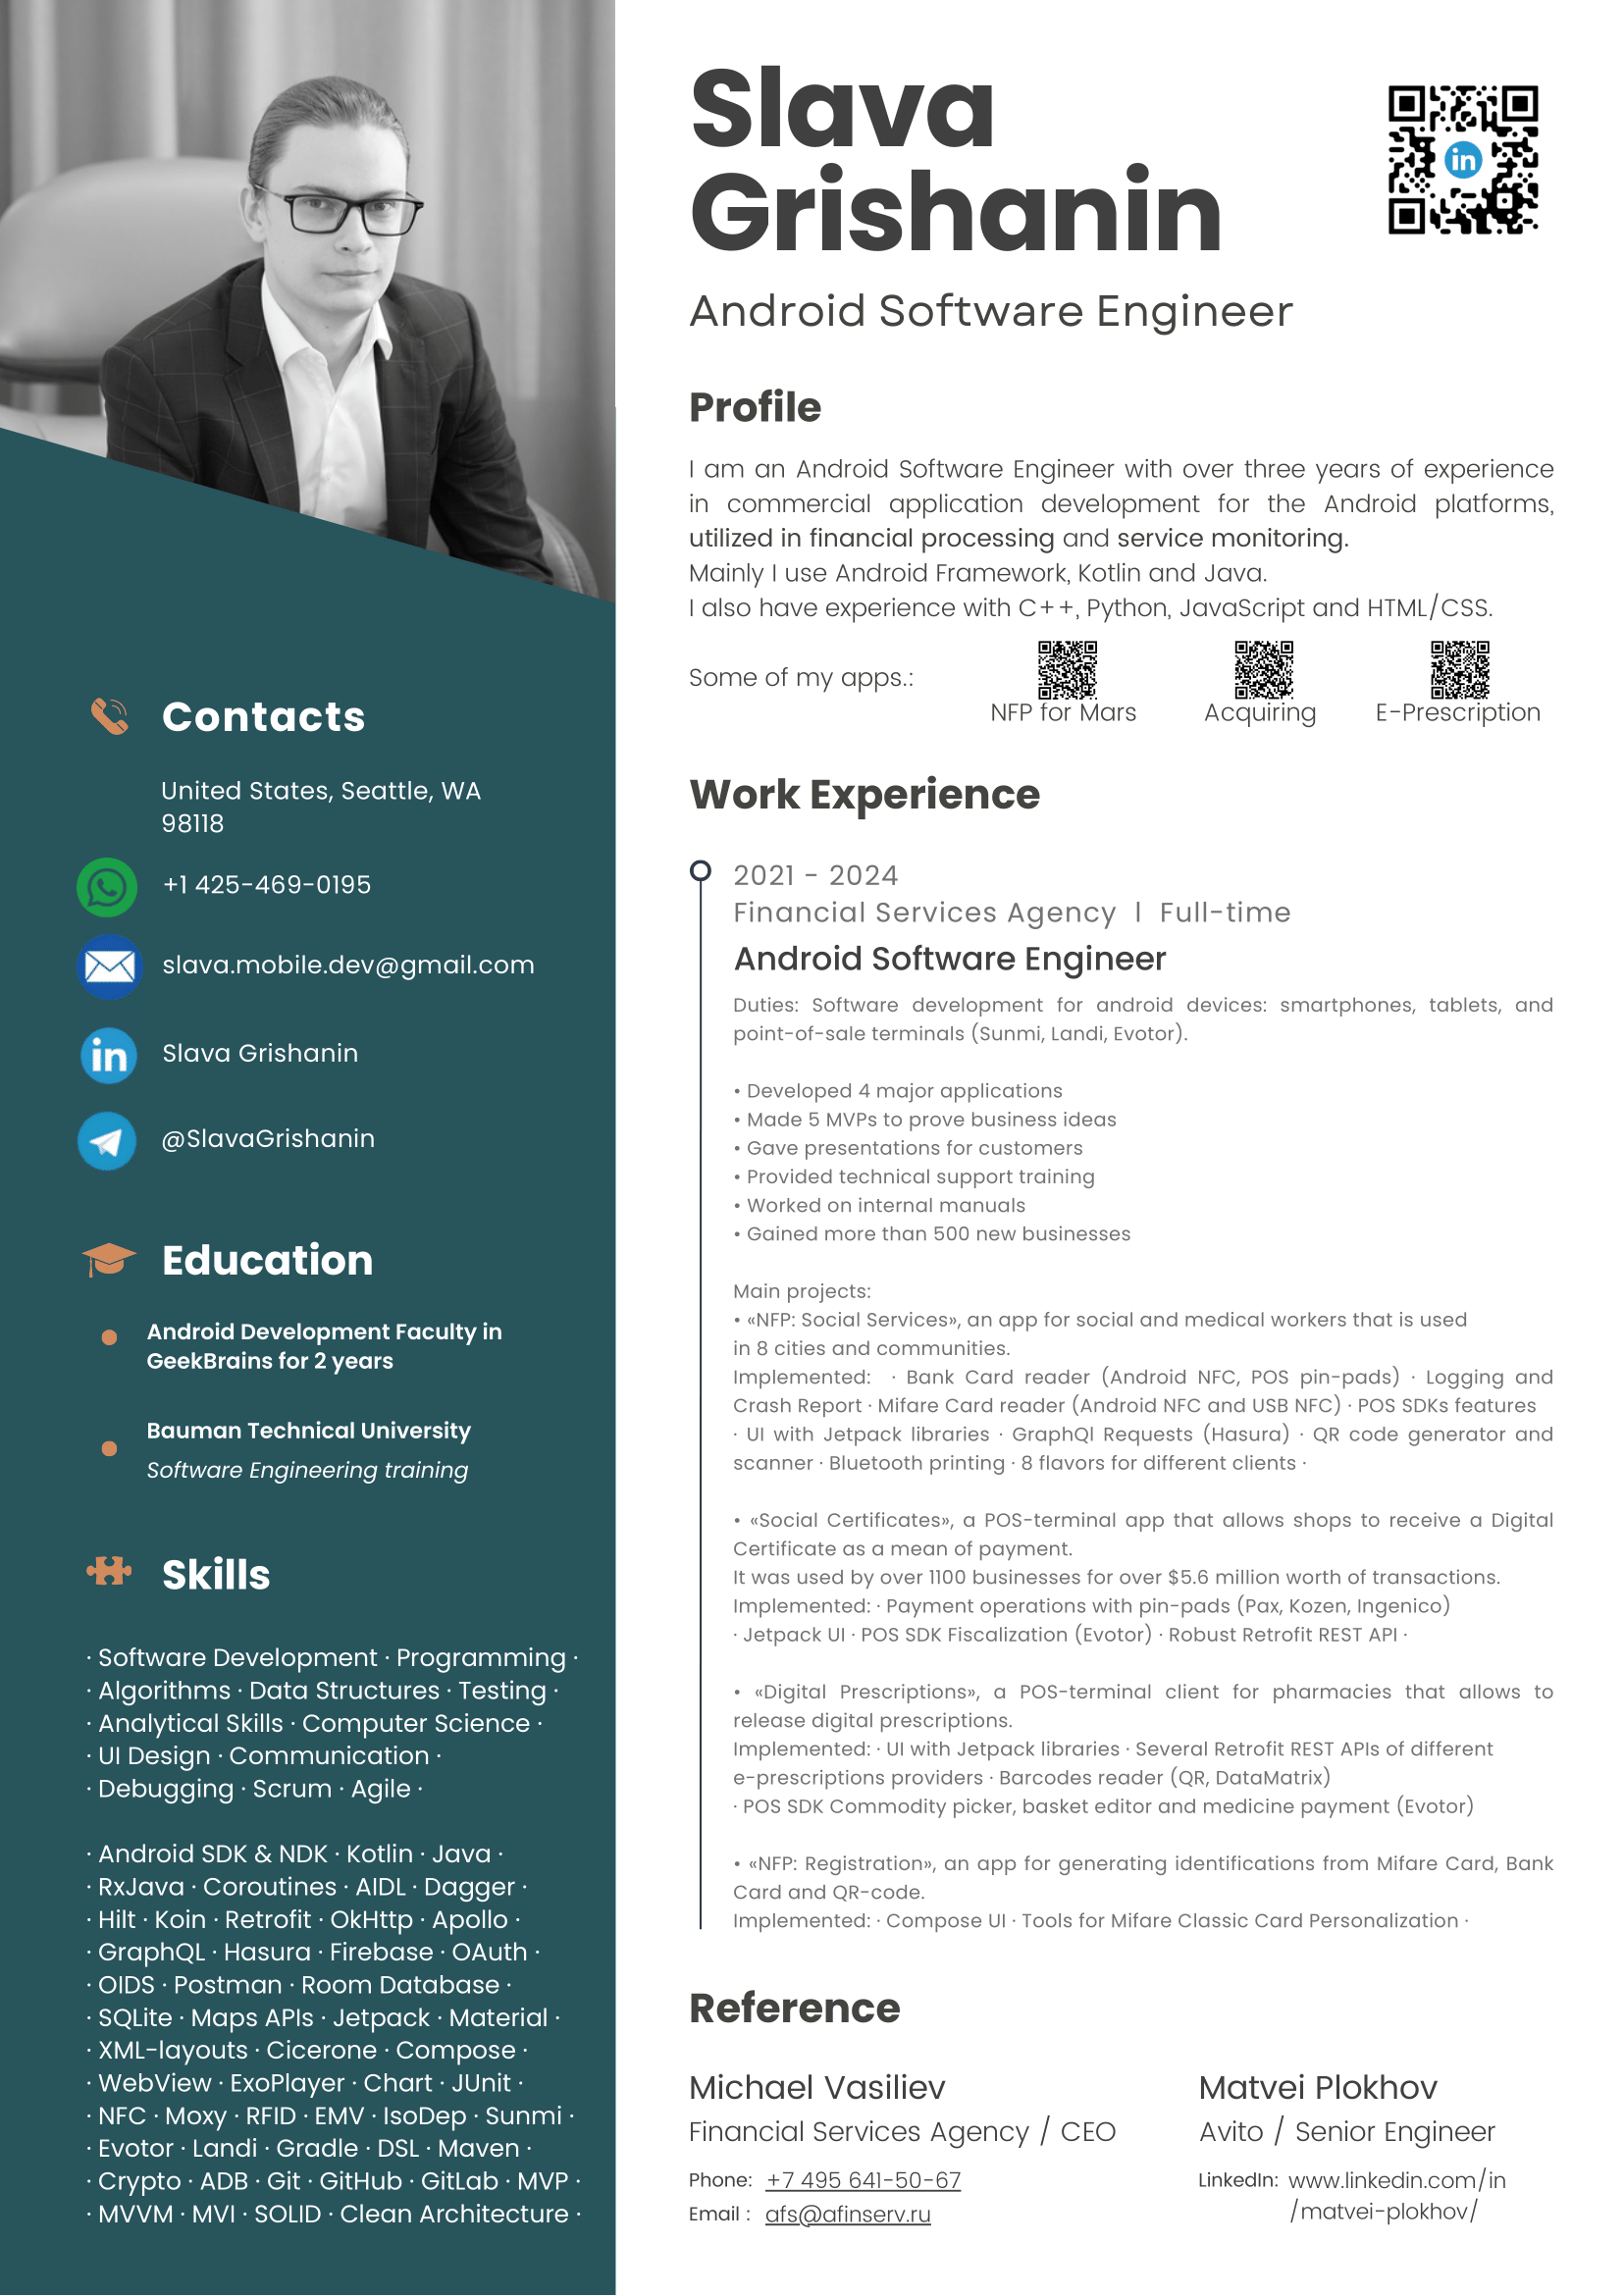 Slava
Grishanin
in
Android Software Engineer
Profile
I am an Android Software Engineer with over three years of experience
in commercial application development for the Android platforms,
utilized in financial processing and service monitoring.
Mainly I use Android Framework, Kotlin and Java.
I also have experience with C++, Python, JavaScript and HTML/CSS.
Some of my apps.:
NFP for Mars
Acquiring
E-Prescription
Contacts
United States, Seattle, WA
98118
+1 425-469-0195
slava.mobile.dev@gmail.com
in
Slava Grishanin
@SlavaGrishanin
Education
Android Development Faculty in
GeekBrains for 2 years
Bauman Technical University
Software Engineering training
Skills
· Software Development · Programming ·
· Algorithms · Data Structures · Testing ·
· Analytical Skills · Computer Science ·
· UI Design · Communication ·
· Debugging · Scrum · Agile ·
· Android SDK & NDK · Kotlin · Java ·
· RxJava · Coroutines · AIDL · Dagger ·
· Hilt · Koin · Retrofit · OkHttp · Apollo ·
· GraphQL · Hasura · Firebase · OAuth ·
· OIDS · Postman · Room Database ·
· SQLite · Maps APIs · Jetpack · Material ·
· XML-layouts · Cicerone · Compose ·
· WebView · ExoPlayer · Chart · JUnit ·
· NFC · Moxy · RFID · EMV · IsoDep · Sunmi ·
· Evotor · Landi · Gradle · DSL · Maven ·
· Crypto · ADB · Git · GitHub · GitLab · MVP ·
· MVVM · MVI · SOLID · Clean Architecture ·
Work Experience
2021 - 2024
Financial Services Agency l Full-time
Android Software Engineer
Duties: Software development for android devices: smartphones, tablets, and
point-of-sale terminals (Sunmi, Landi, Evotor).
• Developed 4 major applications
• Made 5 MVPs to prove business ideas
• Gave presentations for customers
• Provided technical support training
• Worked on internal manuals
• Gained more than 500 new businesses
Main projects:
• «NFP: Social Services», an app for social and medical workers that is used
in 8 cities and communities.
Implemented: · Bank Card reader (Android NFC, POS pin-pads) · Logging and
Crash Report · Mifare Card reader (Android NFC and USB NFC) · POS SDKs features
· UI with Jetpack libraries · GraphQl Requests (Hasura) · QR code generator and
scanner · Bluetooth printing · 8 flavors for different clients ·
• «Social Certificates», a POS-terminal app that allows shops to receive a Digital
Certificate as a mean of payment.
It was used by over 1100 businesses for over $5.6 million worth of transactions.
Implemented: · Payment operations with pin-pads (Pax, Kozen, Ingenico)
· Jetpack UI · POS SDK Fiscalization (Evotor) · Robust Retrofit REST API ·
• «Digital Prescriptions», a POS-terminal client for pharmacies that allows to
release digital prescriptions.
Implemented: · UI with Jetpack libraries · Several Retrofit REST APIs of different
e-prescriptions providers · Barcodes reader (QR, DataMatrix)
· POS SDK Commodity picker, basket editor and medicine payment (Evotor)
• «NFP: Registration», an app for generating identifications from Mifare Card, Bank
Card and QR-code.
Implemented: · Compose UI · Tools for Mifare Classic Card Personalization ·
Reference
Michael Vasiliev
Financial Services Agency / CEO
Phone: +7 495 641-50-67
Email : afs@afinserv.ru
Matvei Plokhov
Avito / Senior Engineer
LinkedIn: www.linkedin.com/in
/matvei-plokhov/